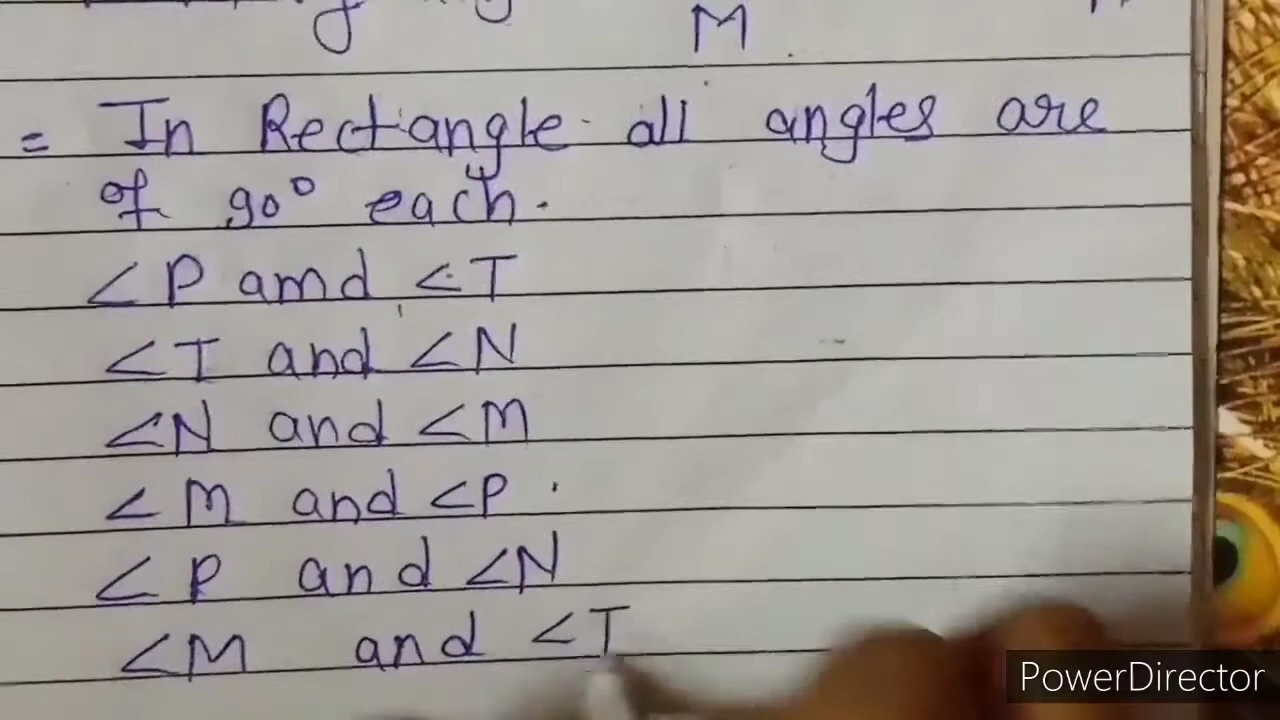 M
= In Rectangle all angles are
of 90° each.
∠P amd ∠T
∠T and ∠N
∠N and ∠M
∠M and ∠P
∠P and ∠N
∠M and ∠T
PowerDirector